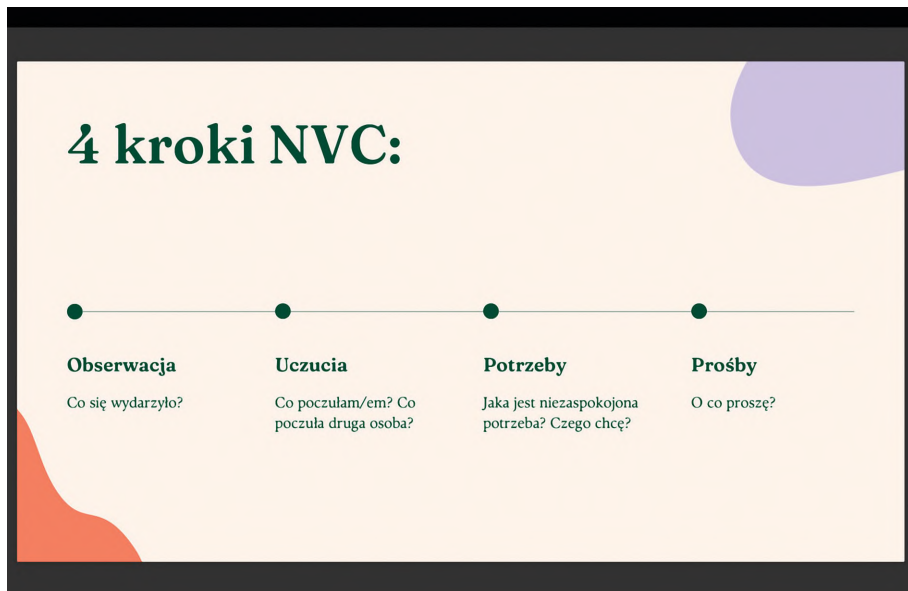 4 kroki NVC:
Obserwacja
Co się wydarzyło?
Uczucia
Co poczułam/em? Co
poczuła druga osoba?
Potrzeby
Jaka jest niezaspokojona
potrzeba? Czego chcę?
Prośby
O co proszę?